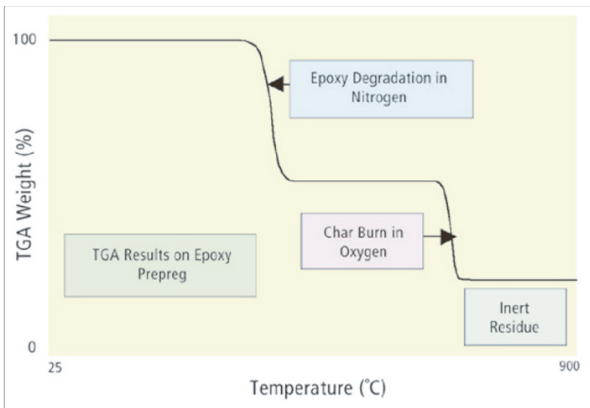 100
Epoxy Degradation in
Nitrogen
TGA Weight (%)
Char Burn in
Oxygen
TGA Results on Epoxy
Prepreg
Inert
Residue
0
25
900
Temperature (°C)